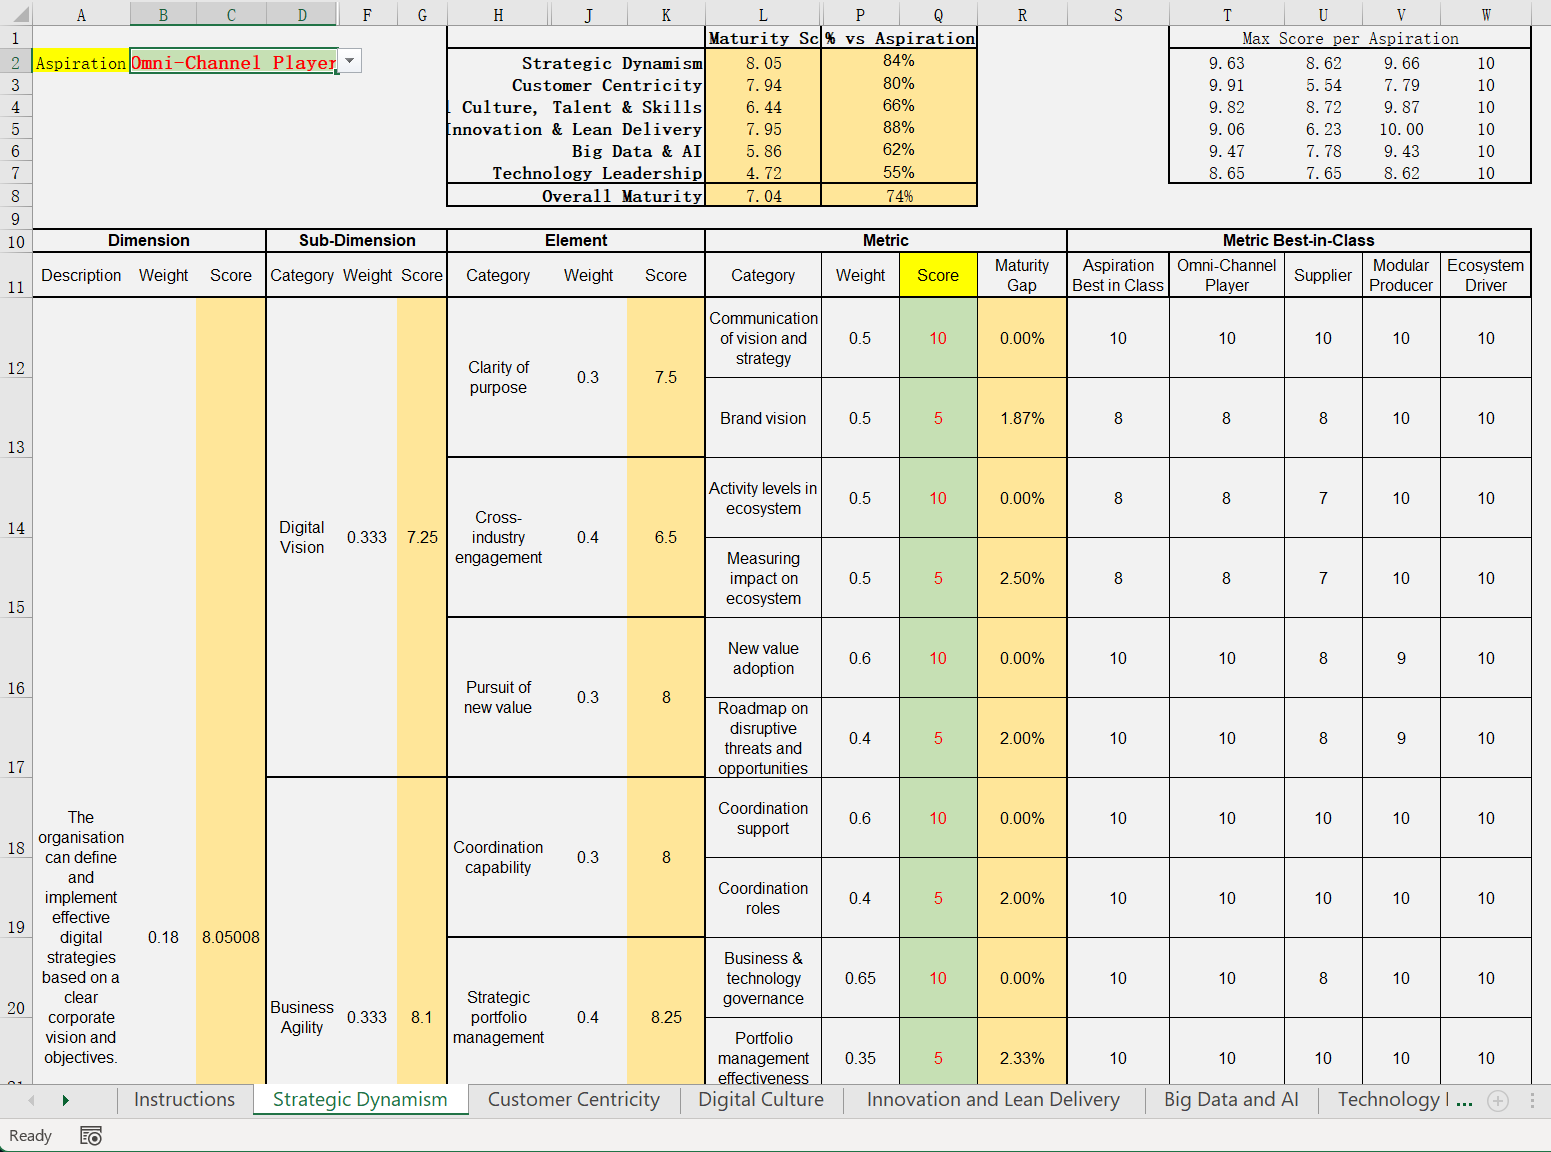 A B C D F G H J K L P Q R S T U V W
1 Maturity Sc % vs Aspiration Max Score per Aspiration
2 Aspiration Omni-Channel Player Strategic Dynamism 8.05 84% 9.63 8.62 9.66 10
3 Customer Centricity 7.94 80% 9.91 5.54 7.79 10
4 l Culture, Talent & Skills 6.44 66% 9.82 8.72 9.87 10
5 Innovation & Lean Delivery 7.95 88% 9.06 6.23 10.00 10
6 Big Data & AI 5.86 62% 9.47 7.78 9.43 10
7 Technology Leadership 4.72 55% 8.65 7.65 8.62 10
8 Overall Maturity 7.04 74%
9
10 Dimension Sub-Dimension Element Metric Metric Best-in-Class
11 Description Weight Score Category Weight Score Category Weight Score Category Weight Score
Maturity
Gap
Aspiration
Best in Class
Omni-Channel
Player
Supplier
Modular
Producer
Ecosystem
Driver
The
organisation
can define
and
implement
effective
digital
strategies
based on a
clear
corporate
vision and
objectives.
0.18 8.05008
Digital
Vision
0.333 7.25
Clarity of
purpose
0.3 7.5
12
Communication
of vision and
strategy
0.5 10 0.00% 10 10 10 10 10
13
Brand vision 0.5 5 1.87% 8 8 8 10 10
Cross-
industry
engagement
0.4 6.5
14
Activity levels in
ecosystem
0.5 10 0.00% 8 8 7 10 10
15
Measuring
impact on
ecosystem
0.5 5 2.50% 8 8 7 10 10
Pursuit of
new value
0.3 8
16
New value
adoption
0.6 10 0.00% 10 10 8 9 10
17
Roadmap on
disruptive
threats and
opportunities
0.4 5 2.00% 10 10 8 9 10
Business
Agility
0.333 8.1
Coordination
capability
0.3 8
18
Coordination
support
0.6 10 0.00% 10 10 10 10 10
19
Coordination
roles
0.4 5 2.00% 10 10 10 10 10
Strategic
portfolio
management
0.4 8.25
20
Business &
technology
governance
0.65 10 0.00% 10 10 8 10 10
21
Portfolio
management
effectiveness
0.35 5 2.33% 10 10 10 10 10
Instructions Strategic Dynamism Customer Centricity Digital Culture Innovation and Lean Delivery Big Data and AI Technology l ...
Ready